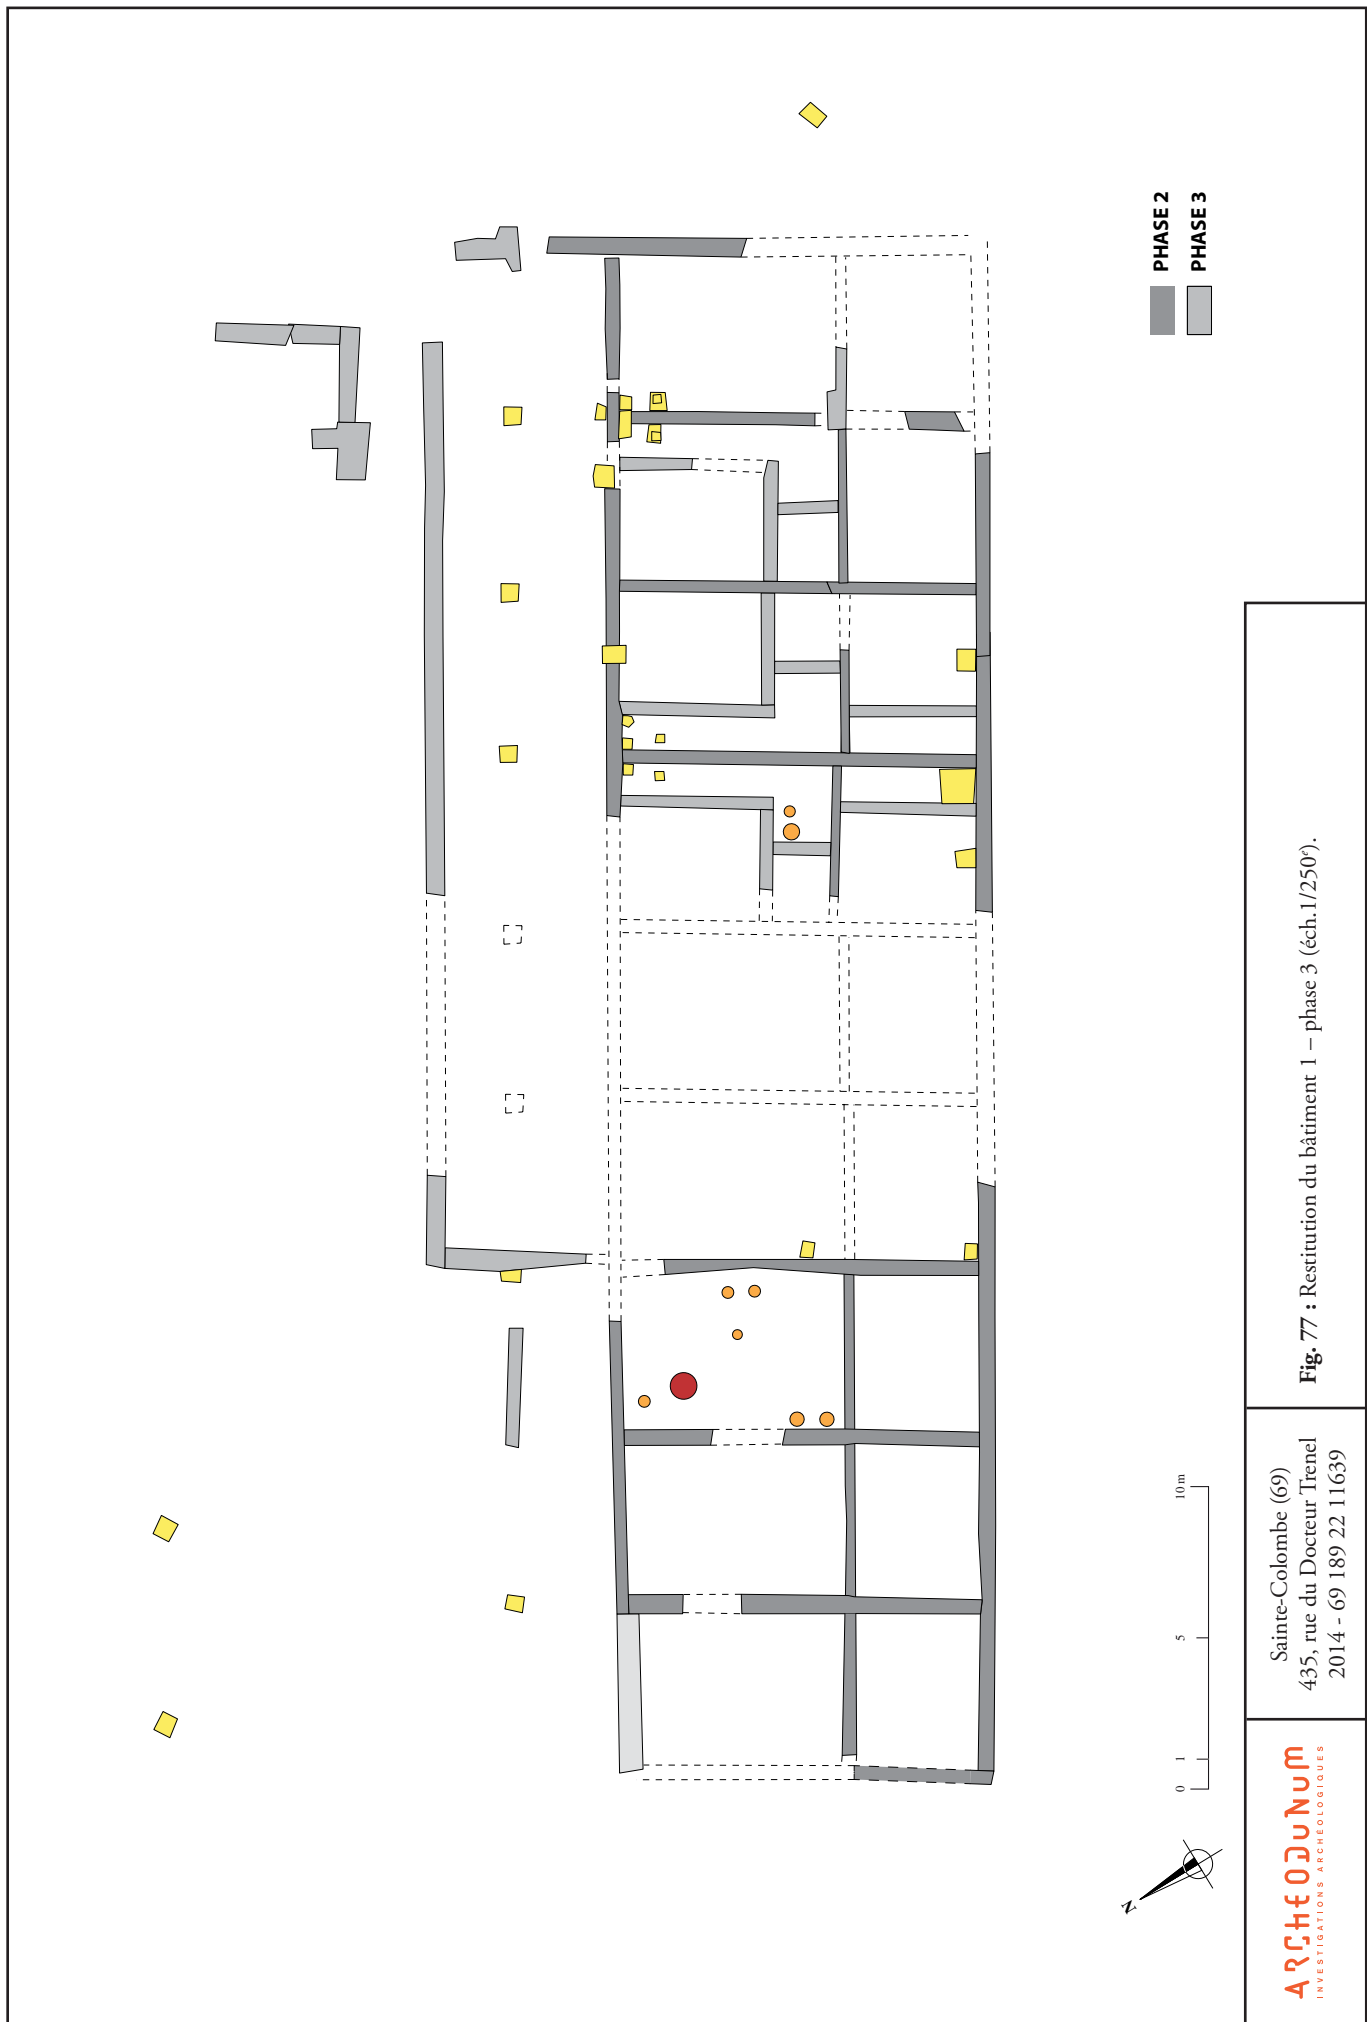 PHASE 2
PHASE 3
N
0 1 5 10 m
ARCHEODUNUM
INVESTIGATIONS ARCHÉOLOGIQUES
Sainte-Colombe (69)
435, rue du Docteur Trenel
2014 - 69 189 22 11639
Fig. 77 : Restitution du bâtiment 1 – phase 3 (éch.1/250e).